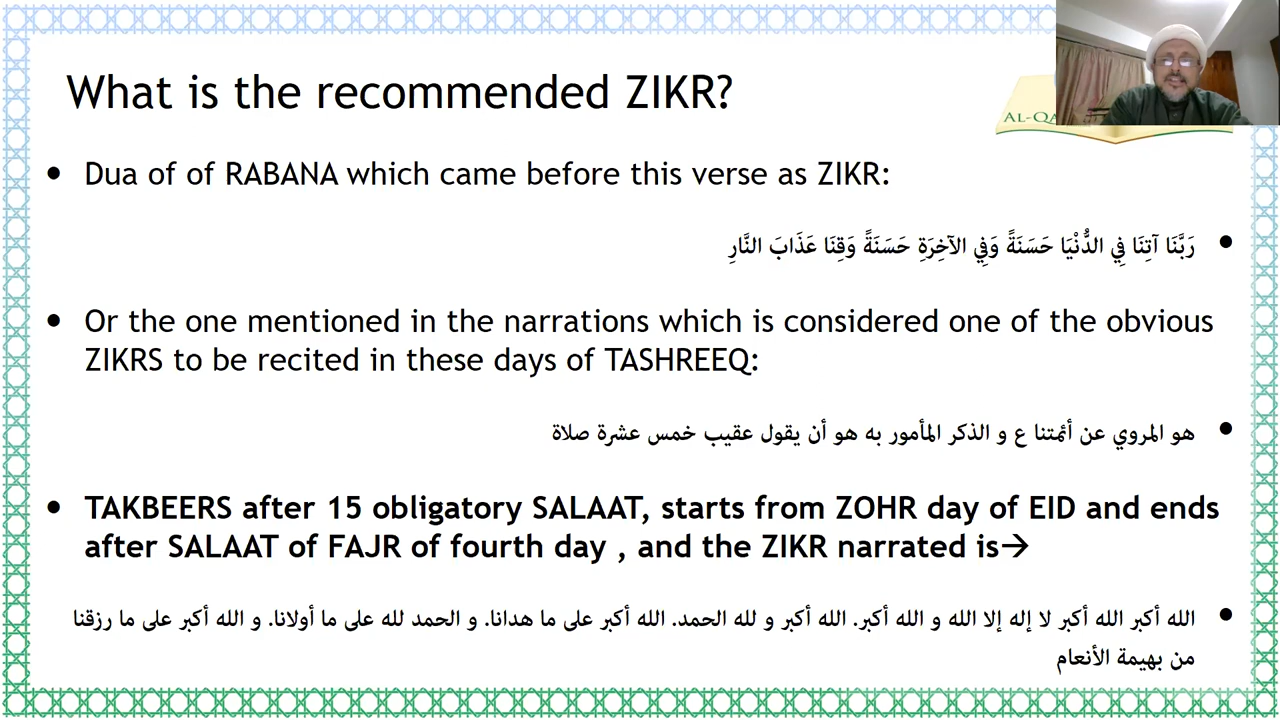 What is the recommended ZIKR?
AL-QA
• Dua of of RABANA which came before this verse as ZIKR:
• رَبَّنَا آتِنَا فِي الدُّنْيَا حَسَنَةً وَفِي الآخِرَةِ حَسَنَةً وَقِنَا عَذَابَ النَّارِ
• Or the one mentioned in the narrations which is considered one of the obvious
ZIKRS to be recited in these days of TASHREEQ:
• هو المروي عن أئمتنا ع و الذكر المأمور به هو أن يقول عقيب خمس عشرة صلاة
• TAKBEERS after 15 obligatory SALAAT, starts from ZOHR day of EID and ends
after SALAAT of FAJR of fourth day , and the ZIKR narrated is→
• الله أكبر الله أكبر لا إله إلا الله و الله أكبر. الله أكبر و لله الحمد. الله أكبر على ما هدانا. و الحمد لله على ما أولانا. و الله أكبر على ما رزقنا
من بهيمة الأنعام